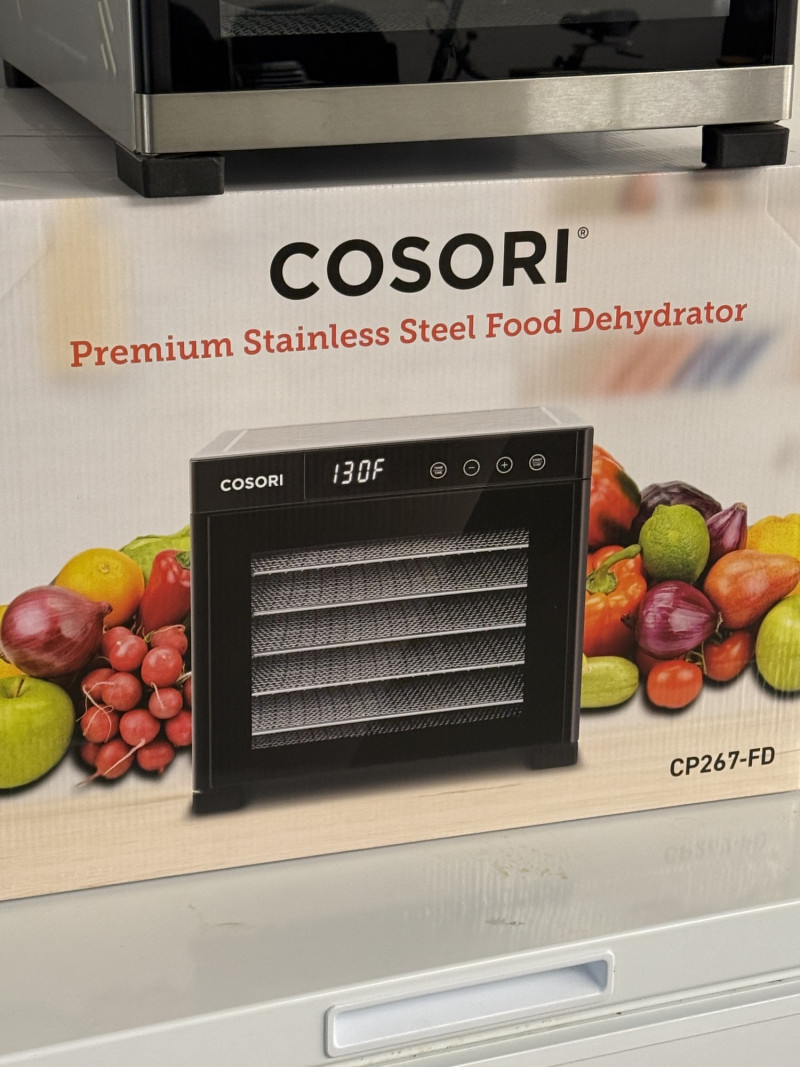 COSORI®
Premium Stainless Steel Food Dehydrator
COSORI 130F
CP267-FD